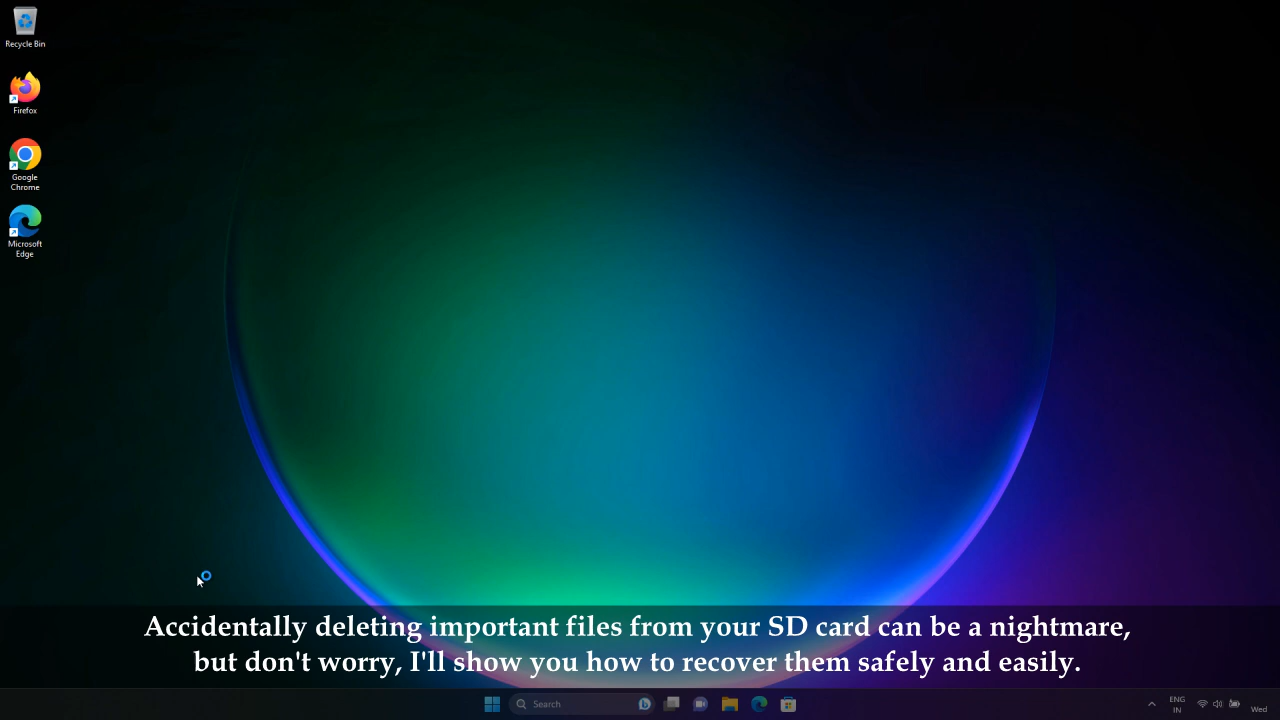 Recycle Bin
Firefox
Google
Chrome
Microsoft
Edge
Accidentally deleting important files from your SD card can be a nightmare,
but don't worry, I'll show you how to recover them safely and easily.
Search
ENG
IN
Wed